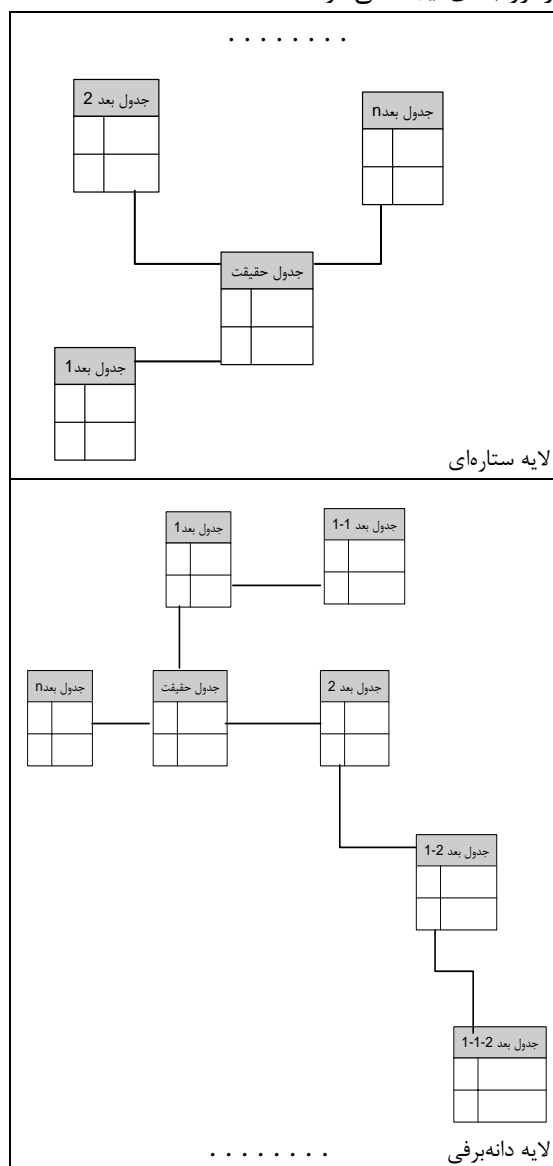 . . . . . . . .
جدول بعد 2
جدول بعدn
جدول حقیقت
جدول بعد1
لایه ستاره‌ای
جدول بعد1
جدول بعد 1-1
جدول بعدn
جدول حقیقت
جدول بعد 2
جدول بعد 2-1
جدول بعد 2-1-1
لایه دانه‌برفی
. . . . . . . .